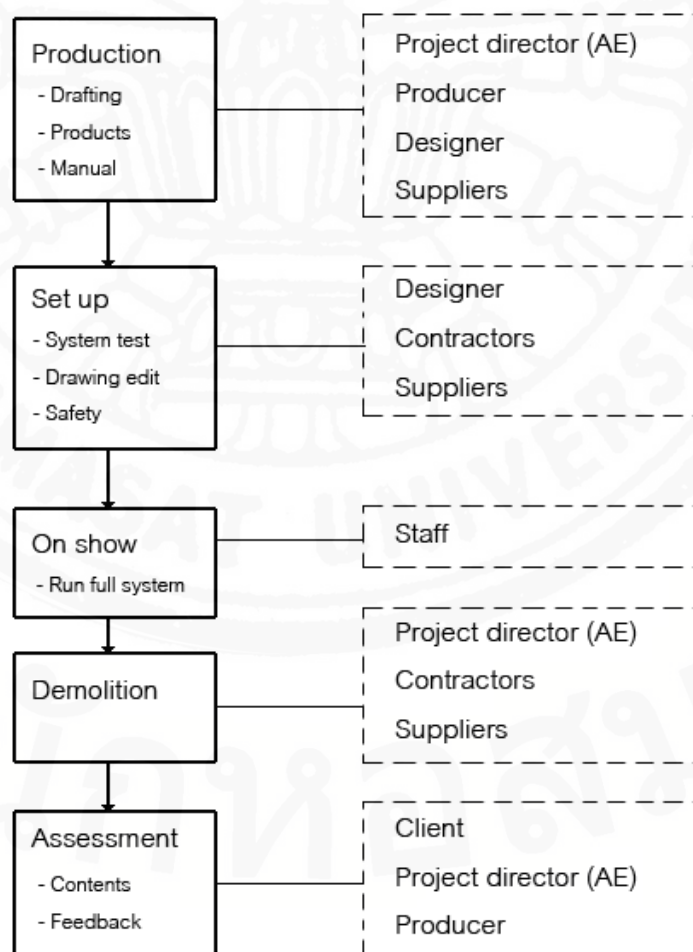 Production
- Drafting
- Products
- Manual
Project director (AE)
Producer
Designer
Suppliers
Set up
- System test
- Drawing edit
- Safety
Designer
Contractors
Suppliers
On show
- Run full system
Staff
Demolition
Project director (AE)
Contractors
Suppliers
Assessment
- Contents
- Feedback
Client
Project director (AE)
Producer